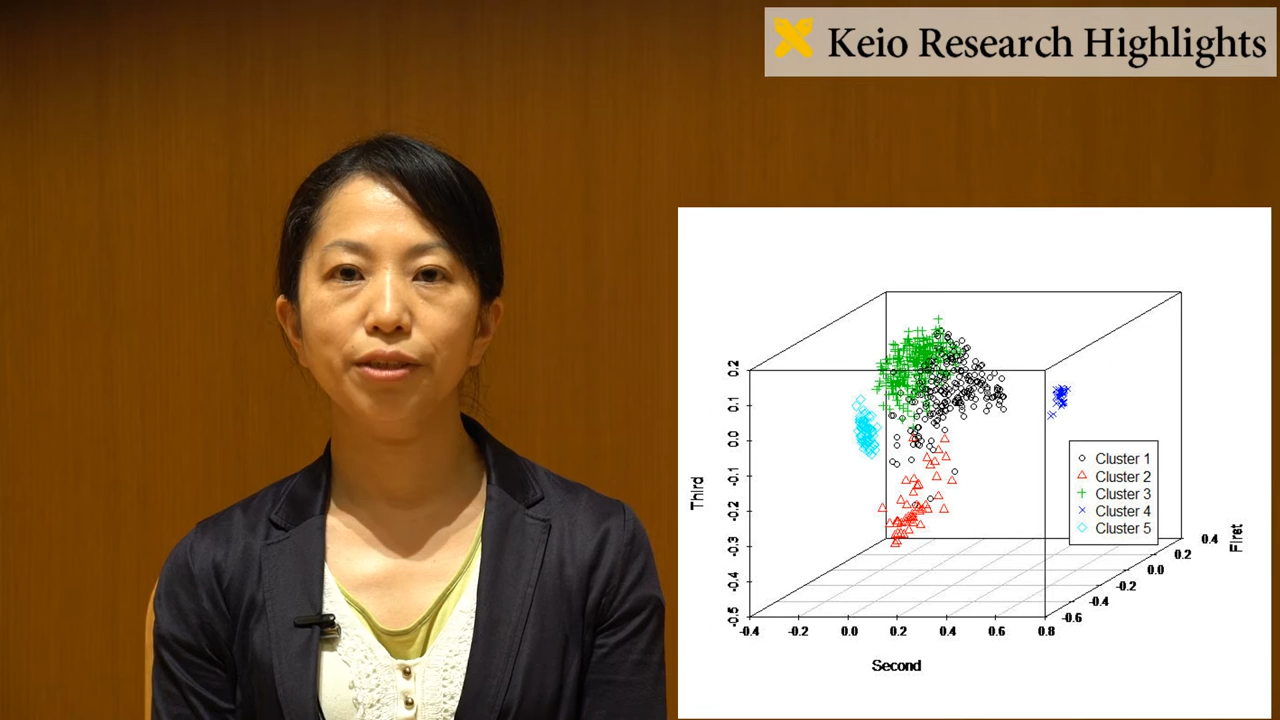 Keio Research Highlights
0.2
0.1
0.0
-0.1
-0.2
-0.3
-0.4
-0.5
Third
Cluster 1
Cluster 2
Cluster 3
Cluster 4
Cluster 5
0.4
0.2
0.0
-0.2
-0.4
-0.6
First
-0.4 -0.2 0.0 0.2 0.4 0.6 0.8
Second